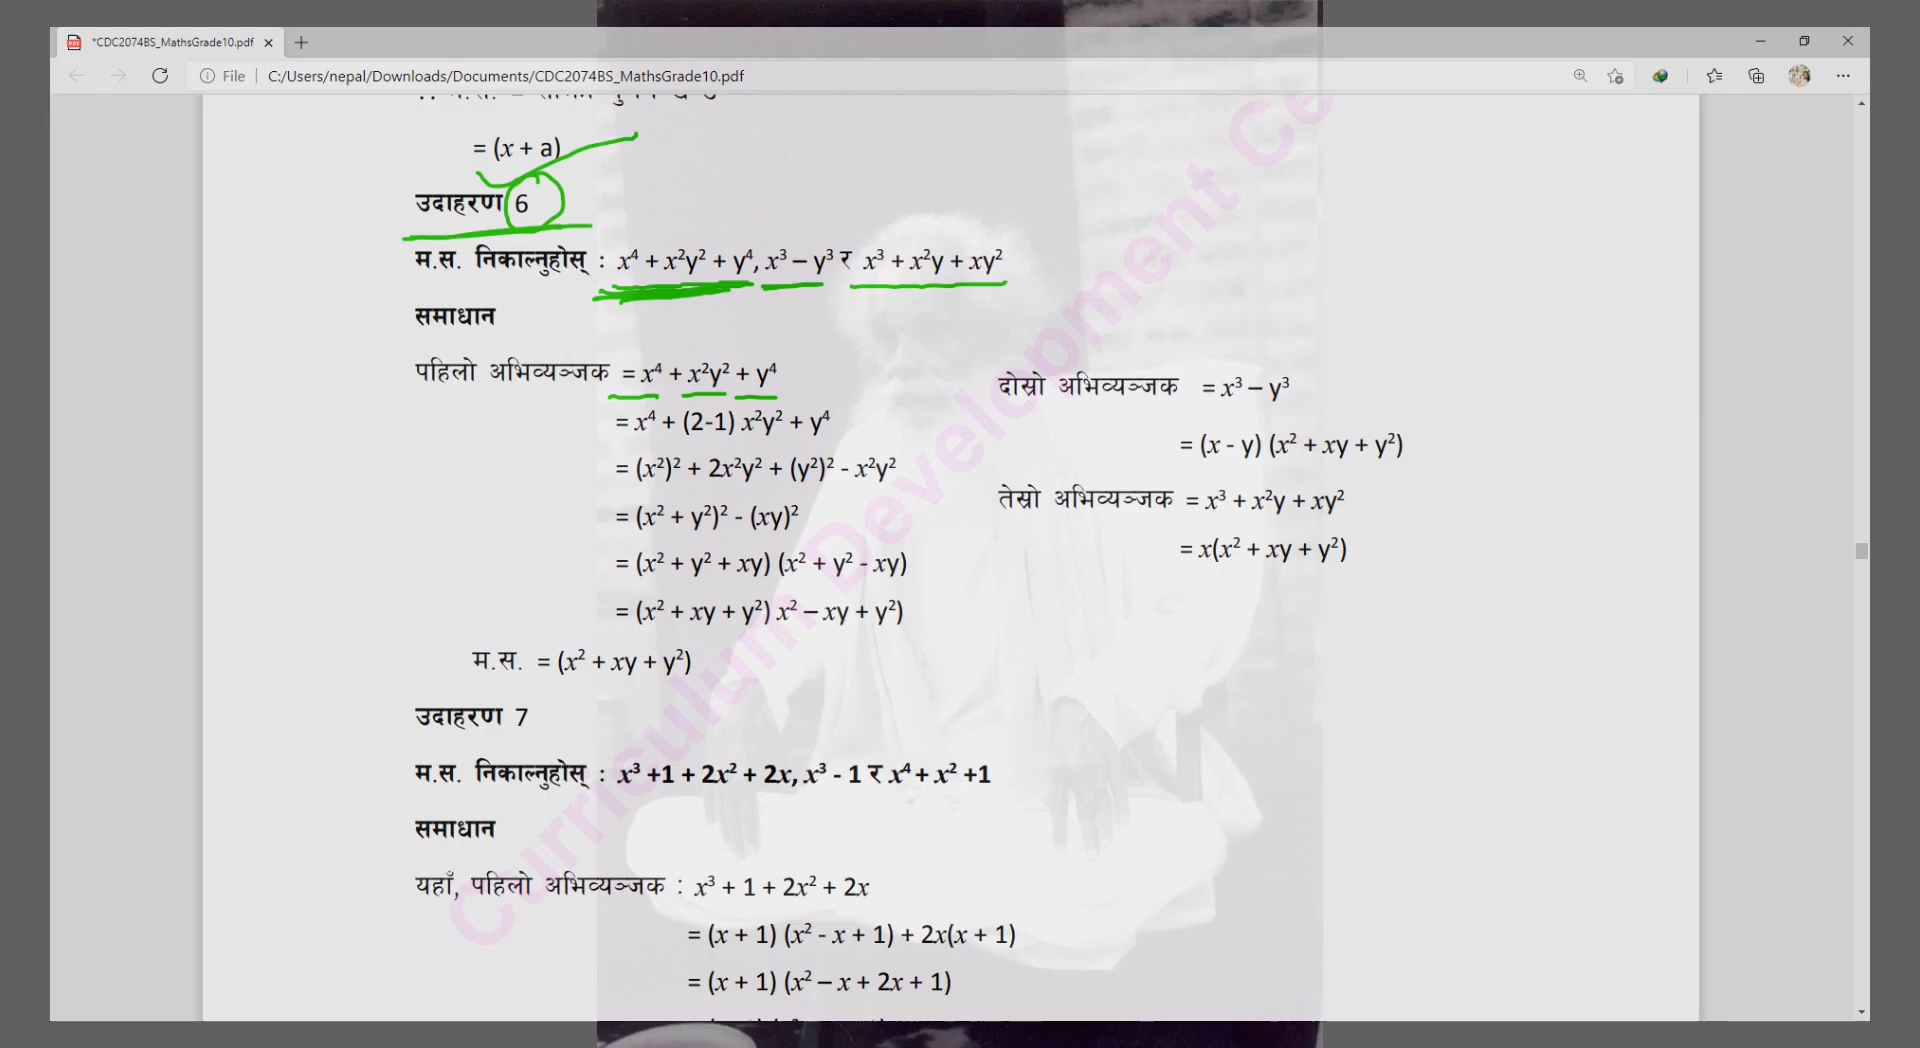 *CDC2074BS_MathsGrade10.pdf
File C:/Users/nepal/Downloads/Documents/CDC2074BS_MathsGrade10.pdf
= (x + a)
उदाहरण 6
म.स. निकाल्नुहोस् : x⁴ + x²y² + y⁴, x³ – y³ र x³ + x²y + xy²
समाधान
पहिलो अभिव्यञ्जक = x⁴ + x²y² + y⁴
= x⁴ + (2-1) x²y² + y⁴
= (x²)² + 2x²y² + (y²)² - x²y²
= (x² + y²)² - (xy)²
= (x² + y² + xy) (x² + y² - xy)
= (x² + xy + y²) x² – xy + y²)
दोस्रो अभिव्यञ्जक = x³ – y³
= (x - y) (x² + xy + y²)
तेस्रो अभिव्यञ्जक = x³ + x²y + xy²
= x(x² + xy + y²)
म.स. = (x² + xy + y²)
उदाहरण 7
म.स. निकाल्नुहोस् : x³ +1 + 2x² + 2x, x³ - 1 र x⁴ + x² +1
समाधान
यहाँ, पहिलो अभिव्यञ्जक : x³ + 1 + 2x² + 2x
= (x + 1) (x² - x + 1) + 2x(x + 1)
= (x + 1) (x² – x + 2x + 1)
Curriculum Development Ce